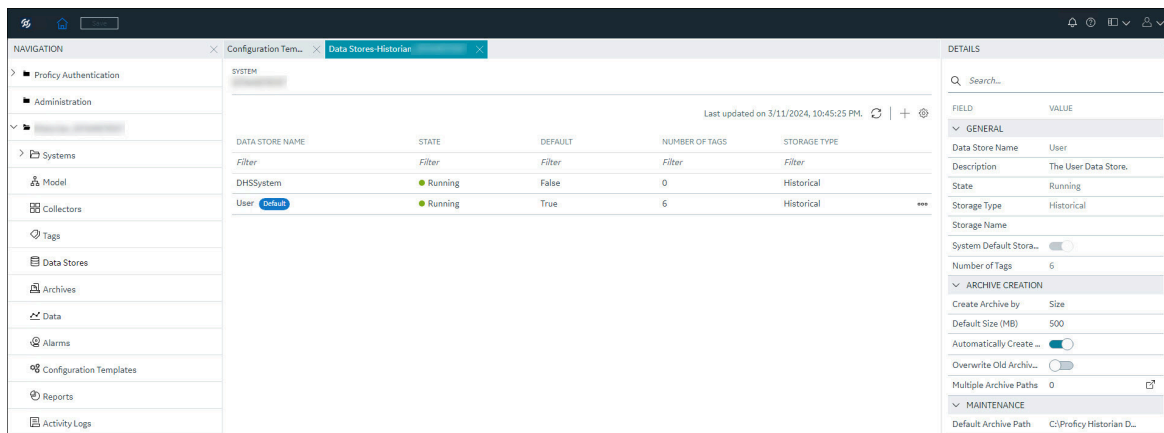 Save
NAVIGATION
Proficy Authentication
Administration
Systems
Model
Collectors
Tags
Data Stores
Archives
Data
Alarms
Configuration Templates
Reports
Activity Logs
Configuration Tem...
Data Stores-Historian
SYSTEM
Last updated on 3/11/2024, 10:45:25 PM.
DATA STORE NAME STATE DEFAULT NUMBER OF TAGS STORAGE TYPE
Filter Filter Filter Filter Filter
DHSSystem Running False 0 Historical
User Default Running True 6 Historical
DETAILS
Search...
FIELD VALUE
GENERAL
Data Store Name User
Description The User Data Store.
State Running
Storage Type Historical
Storage Name
System Default Stora...
Number of Tags 6
ARCHIVE CREATION
Create Archive by Size
Default Size (MB) 500
Automatically Create ...
Overwrite Old Archiv...
Multiple Archive Paths 0
MAINTENANCE
Default Archive Path C:\Proficy Historian D...